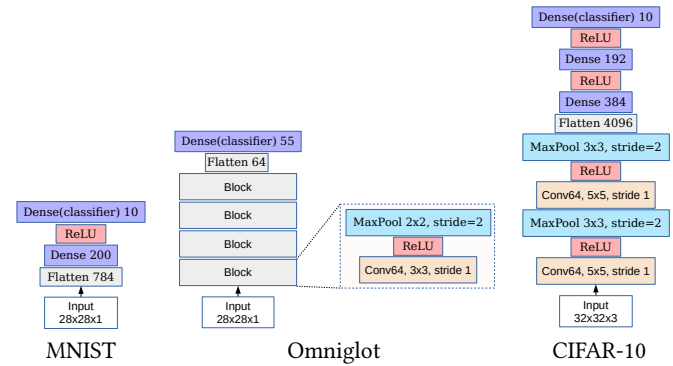 Dense(classifier) 10
ReLU
Dense 200
Flatten 784
Input
28x28x1
MNIST
Dense(classifier) 55
Flatten 64
Block
Block
Block
Block
Input
28x28x1
MaxPool 2x2, stride=2
ReLU
Conv64, 3x3, stride 1
Omniglot
Dense(classifier) 10
ReLU
Dense 192
ReLU
Dense 384
Flatten 4096
MaxPool 3x3, stride=2
ReLU
Conv64, 5x5, stride 1
MaxPool 3x3, stride=2
ReLU
Conv64, 5x5, stride 1
Input
32x32x3
CIFAR-10